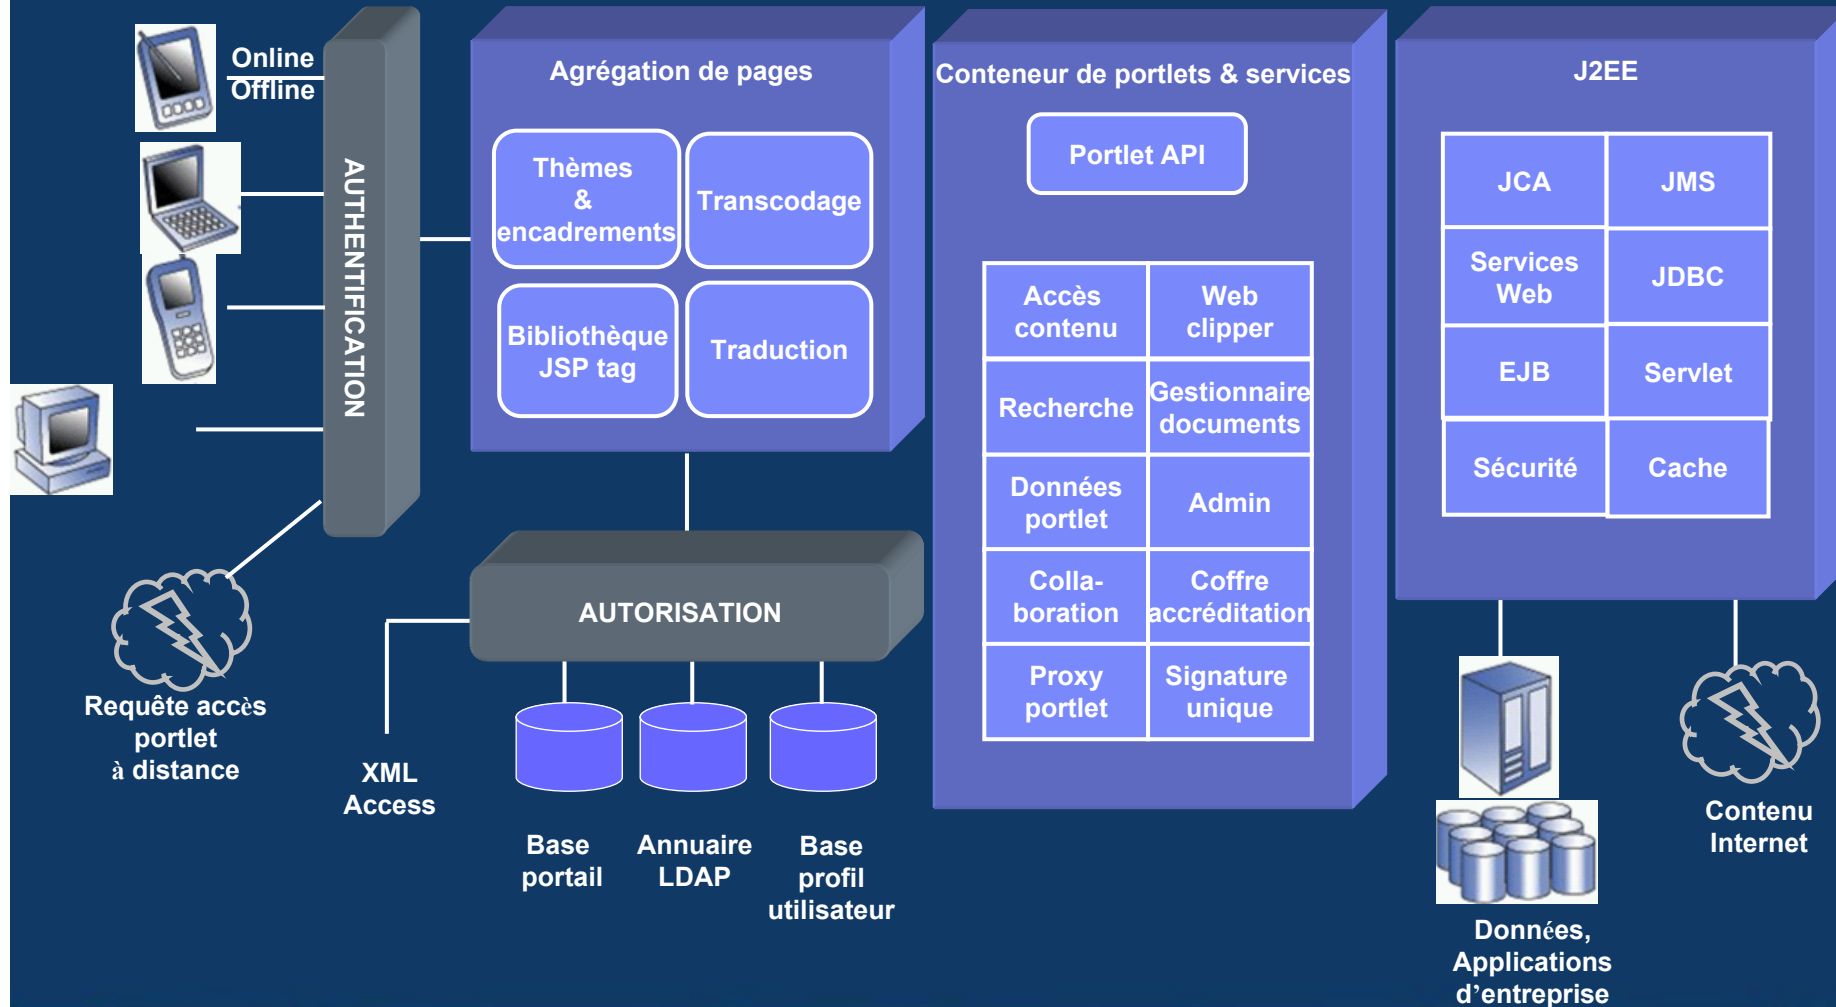 Online
Offline
AUTHENTIFICATION
Requête accès
portlet
à distance
Agrégation de pages
Thèmes
&
encadrements
Transcodage
Bibliothèque
JSP tag
Traduction
AUTORISATION
XML
Access
Base
portail
Annuaire
LDAP
Base
profil
utilisateur
Conteneur de portlets & services
Portlet API
Accès
contenu
Web
clipper
Recherche
Gestionnaire
documents
Données
portlet
Admin
Colla-
boration
Coffre
accréditation
Proxy
portlet
Signature
unique
J2EE
JCA
JMS
Services
Web
JDBC
EJB
Servlet
Sécurité
Cache
Données,
Applications
d'entreprise
Contenu
Internet